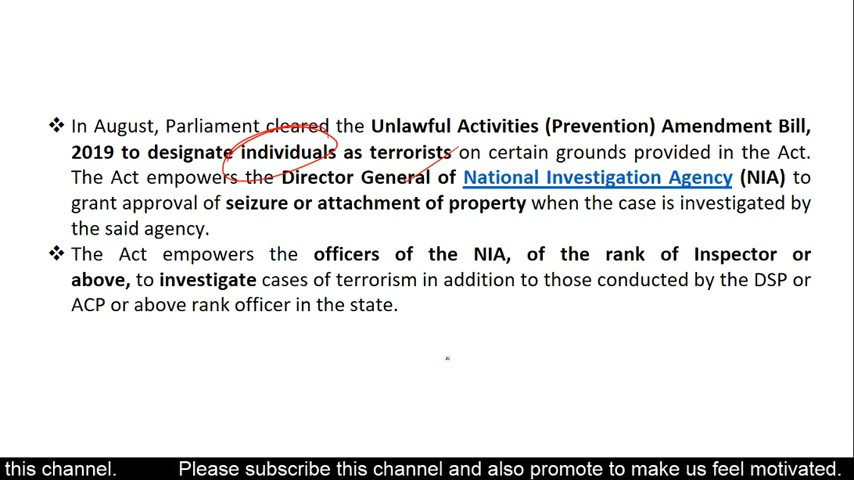 ❖ In August, Parliament cleared the Unlawful Activities (Prevention) Amendment Bill,
2019 to designate individuals as terrorists on certain grounds provided in the Act.
The Act empowers the Director General of National Investigation Agency (NIA) to
grant approval of seizure or attachment of property when the case is investigated by
the said agency.
❖ The Act empowers the officers of the NIA, of the rank of Inspector or
above, to investigate cases of terrorism in addition to those conducted by the DSP or
ACP or above rank officer in the state.
this channel. Please subscribe this channel and also promote to make us feel motivated.